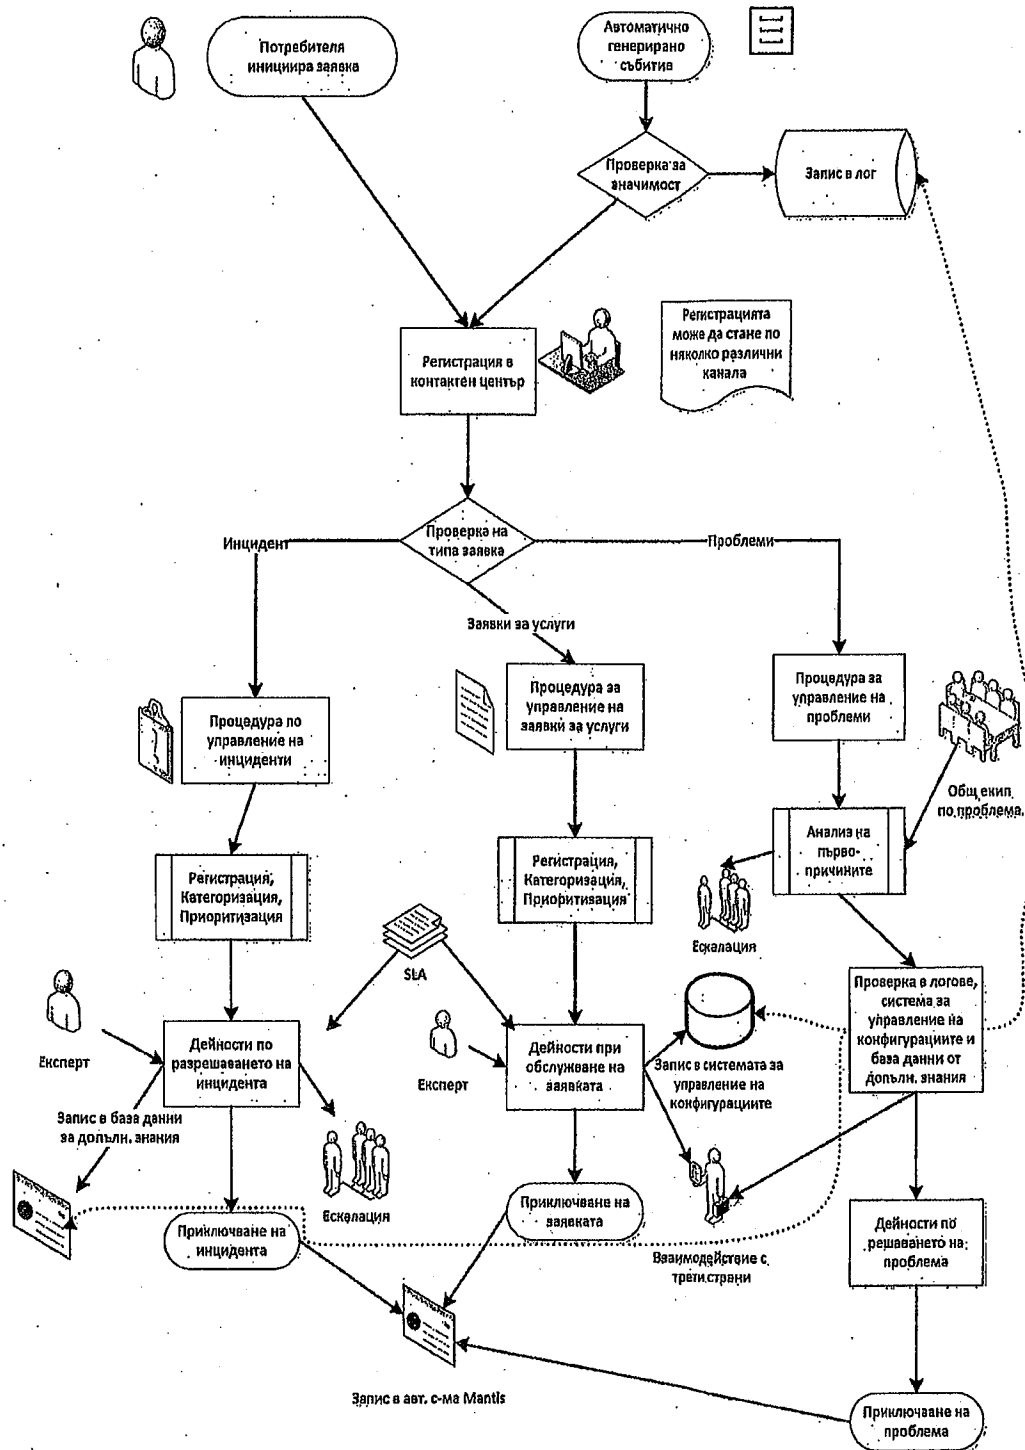 Потребителя
инициира заявка
Автоматично
генерирано
събитие
Проверка за
значимост
Запис в лог
Регистрация в
контактен център
Регистрацията
може да стане по
няколко различни
канала
Проверка на
типа заявка
Инцидент
Проблеми
Заявки за услуги
Процедура по
управление на
инциденти
Процедура за
управление на
заявки за услуги
Процедура за
управление на
проблеми
Общ екип
по проблема
Регистрация,
Категоризация,
Приоритизация
Регистрация,
Категоризация,
Приоритизация
Анализ на
първо-
причините
Ескалация
SLA
Експерт
Дейности по
разрешаването на
инцидента
Експерт
Дейности при
обслужване на
заявката
Запис в системата за
управление на
конфигурациите
Проверка в логове,
система за
управление на
конфигурациите и
база данни от
допълн. знания
Запис в база данни
за допълн. знания
Ескалация
Приключване на
инцидента
Приключване на
заявката
Взаимодействие с
трети страни
Дейности по
решаването на
проблема
Запис в авт. с-ма Mantis
Приключване на
проблема